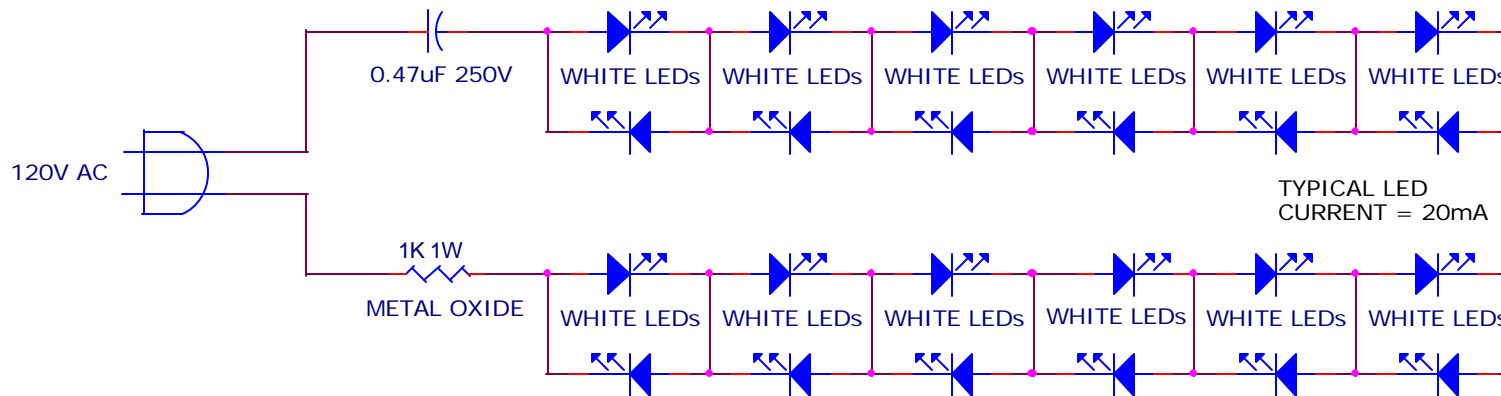 0.47uF 250V
WHITE LEDs WHITE LEDs WHITE LEDs WHITE LEDs WHITE LEDs WHITE LEDs
120V AC
TYPICAL LED
CURRENT = 20mA
1K 1W
METAL OXIDE
WHITE LEDs WHITE LEDs WHITE LEDs WHITE LEDs WHITE LEDs WHITE LEDs